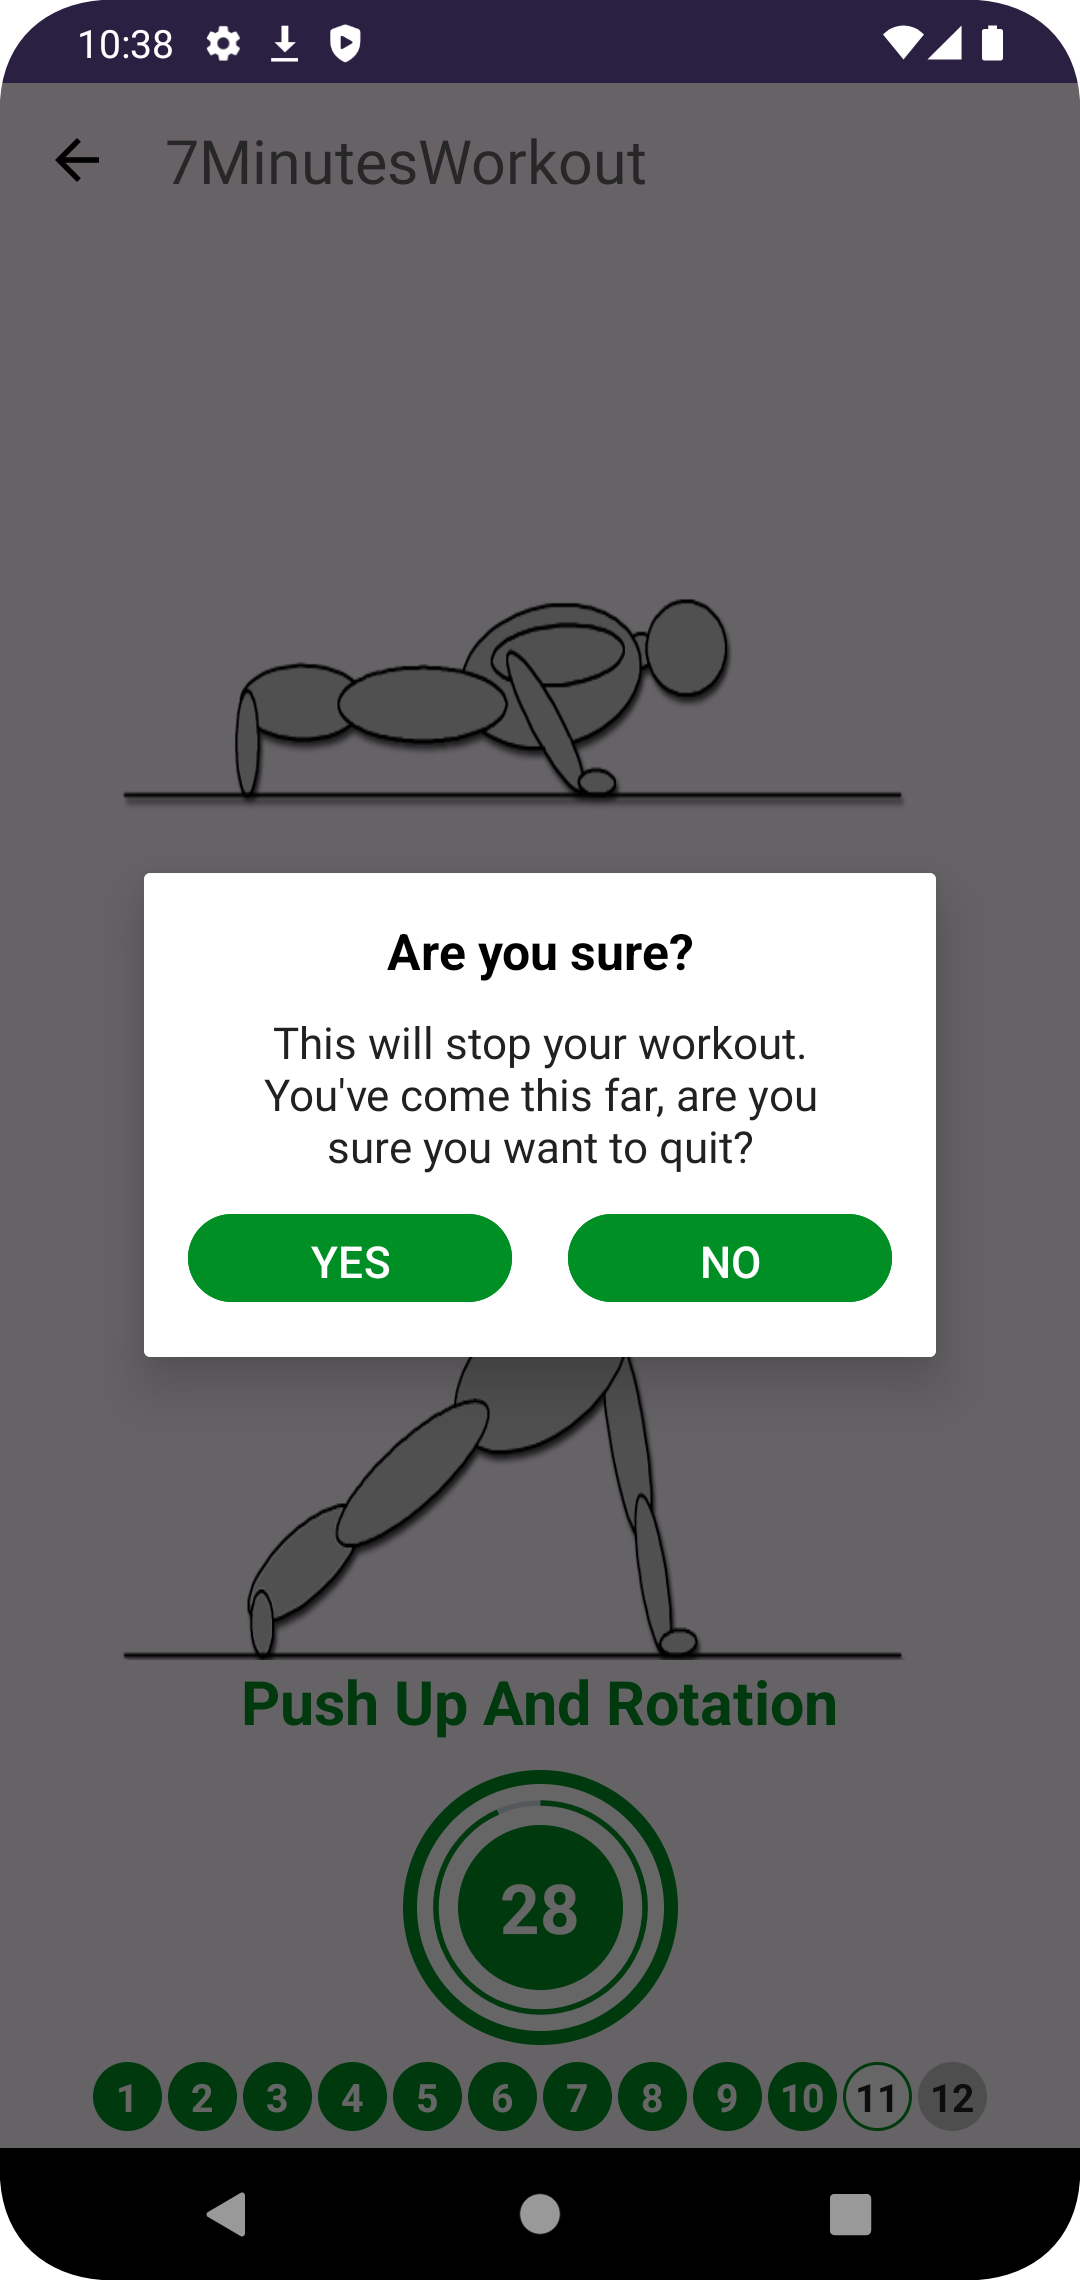 10:38
7MinutesWorkout
Are you sure?
This will stop your workout.
You've come this far, are you
sure you want to quit?
YES NO
Push Up And Rotation
28
1 2 3 4 5 6 7 8 9 10 11 12